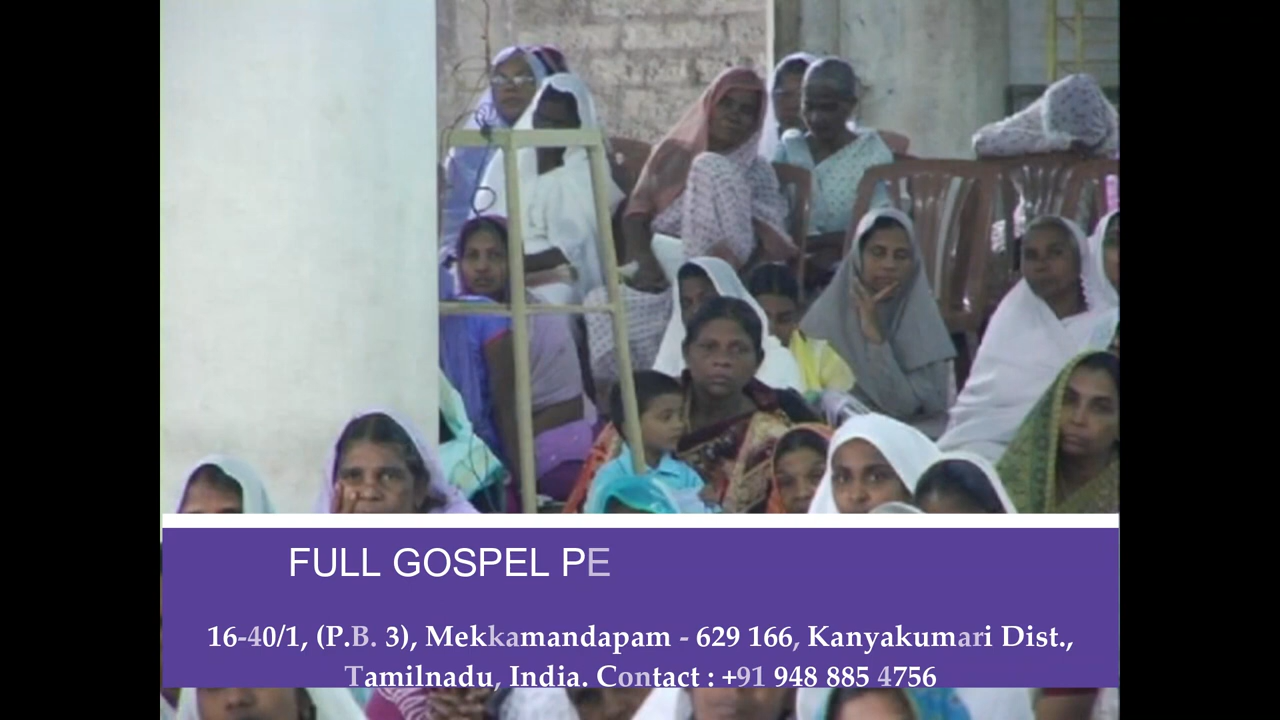 FULL GOSPEL PE
16-40/1, (P.B. 3), Mekkamandapam - 629 166, Kanyakumari Dist.,
Tamilnadu, India. Contact : +91 948 885 4756